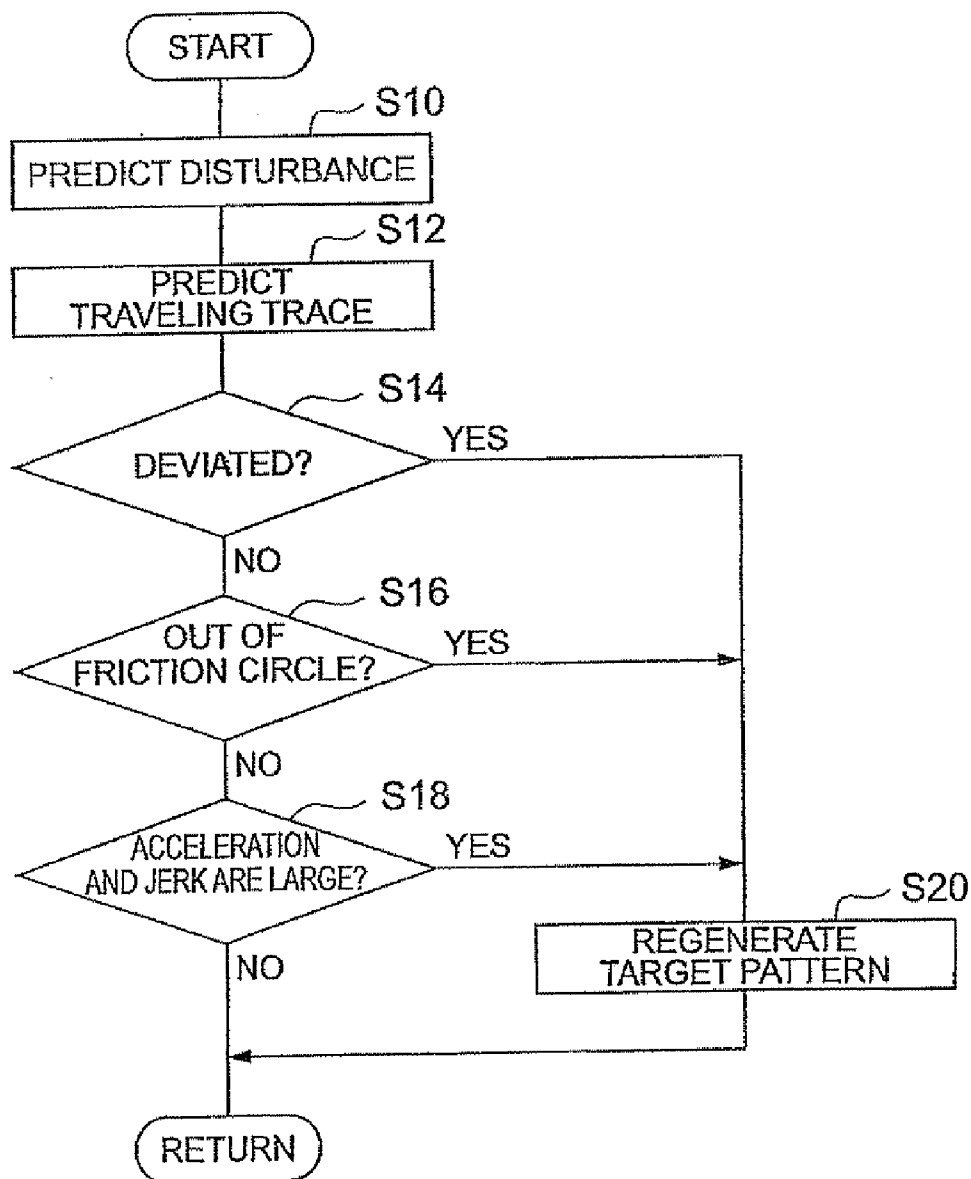 START
S10
PREDICT DISTURBANCE
S12
PREDICT
TRAVELING TRACE
S14
DEVIATED?
YES
NO
S16
OUT OF
FRICTION CIRCLE?
YES
NO
S18
ACCELERATION
AND JERK ARE LARGE?
YES
S20
REGENERATE
TARGET PATTERN
NO
RETURN